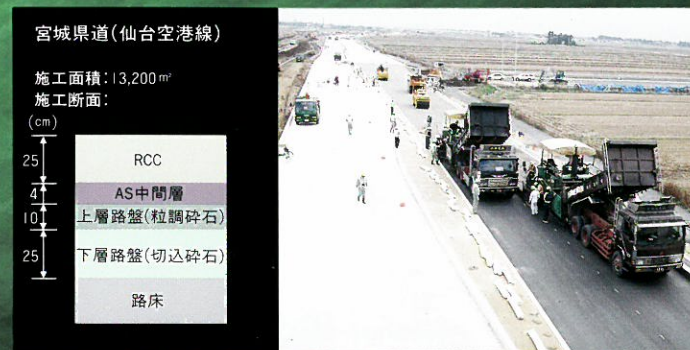 宮城県道(仙台空港線)
施工面積:13,200m²
施工断面:
(cm)
25
RCC
4
AS中間層
10
上層路盤(粒調砕石)
25
下層路盤(切込砕石)
路床